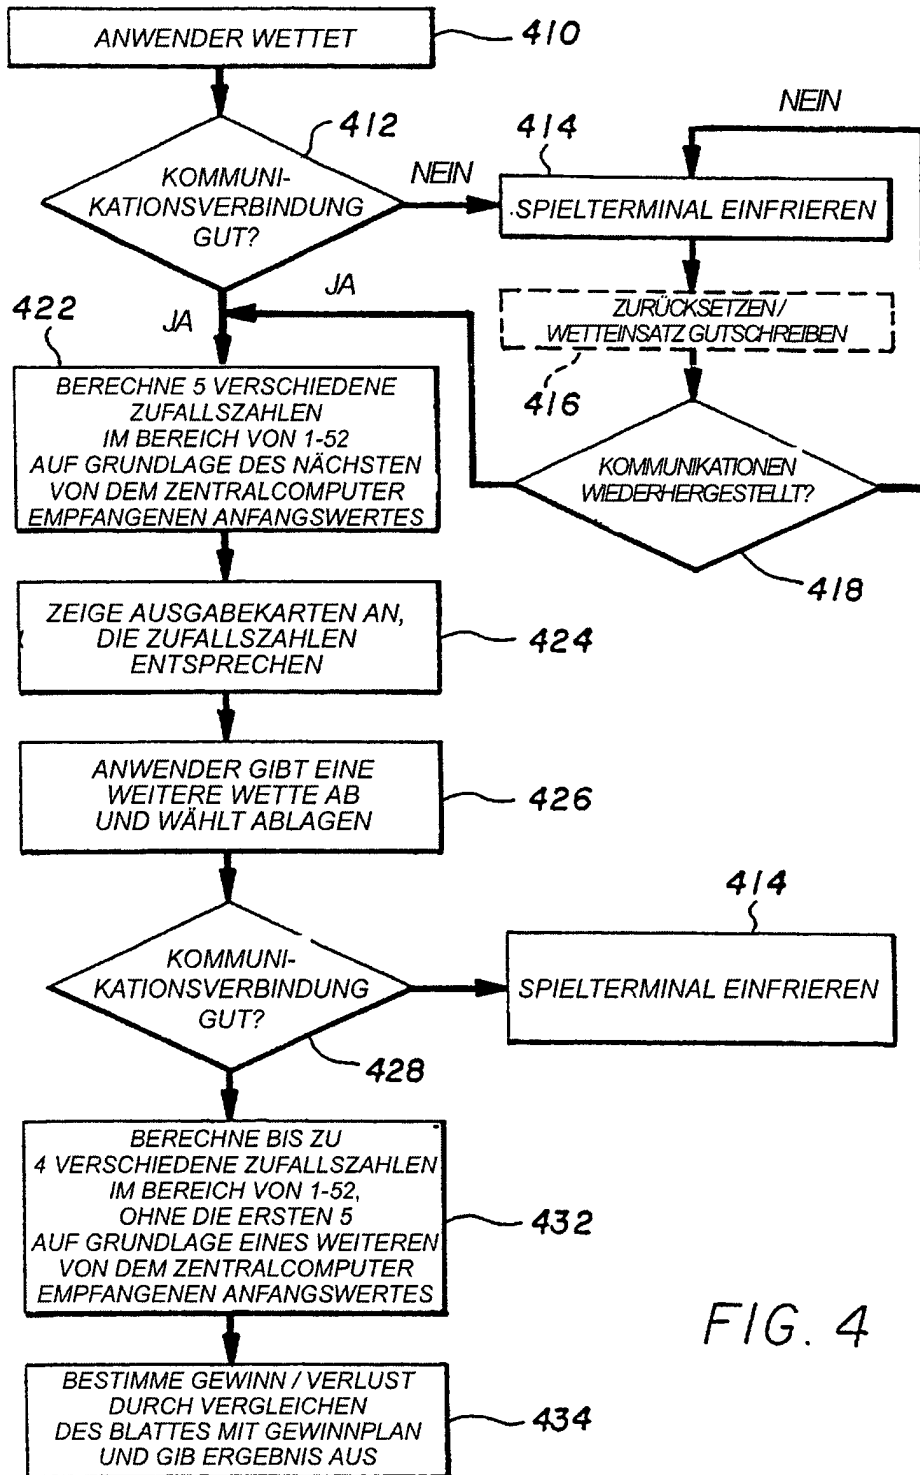 ANWENDER WETTET
410
412
KOMMUNI-
KATIONSVERBINDUNG
GUT?
NEIN
414
NEIN
SPIELTERMINAL EINFRIEREN
ZURÜCKSETZEN /
WETTEINSATZ GUTSCHREIBEN
416
KOMMUNIKATIONEN
WIEDERHERGESTELLT?
418
JA
JA
422
BERECHNE 5 VERSCHIEDENE
ZUFALLSZAHLEN
IM BEREICH VON 1-52
AUF GRUNDLAGE DES NÄCHSTEN
VON DEM ZENTRALCOMPUTER
EMPFANGENEN ANFANGSWERTES
ZEIGE AUSGABEKARTEN AN,
DIE ZUFALLSZAHLEN
ENTSPRECHEN
424
ANWENDER GIBT EINE
WEITERE WETTE AB
UND WÄHLT ABLAGEN
426
KOMMUNI-
KATIONSVERBINDUNG
GUT?
428
414
SPIELTERMINAL EINFRIEREN
BERECHNE BIS ZU
4 VERSCHIEDENE ZUFALLSZAHLEN
IM BEREICH VON 1-52,
OHNE DIE ERSTEN 5
AUF GRUNDLAGE EINES WEITEREN
VON DEM ZENTRALCOMPUTER
EMPFANGENEN ANFANGSWERTES
432
BESTIMME GEWINN / VERLUST
DURCH VERGLEICHEN
DES BLATTES MIT GEWINNPLAN
UND GIB ERGEBNIS AUS
434
FIG. 4